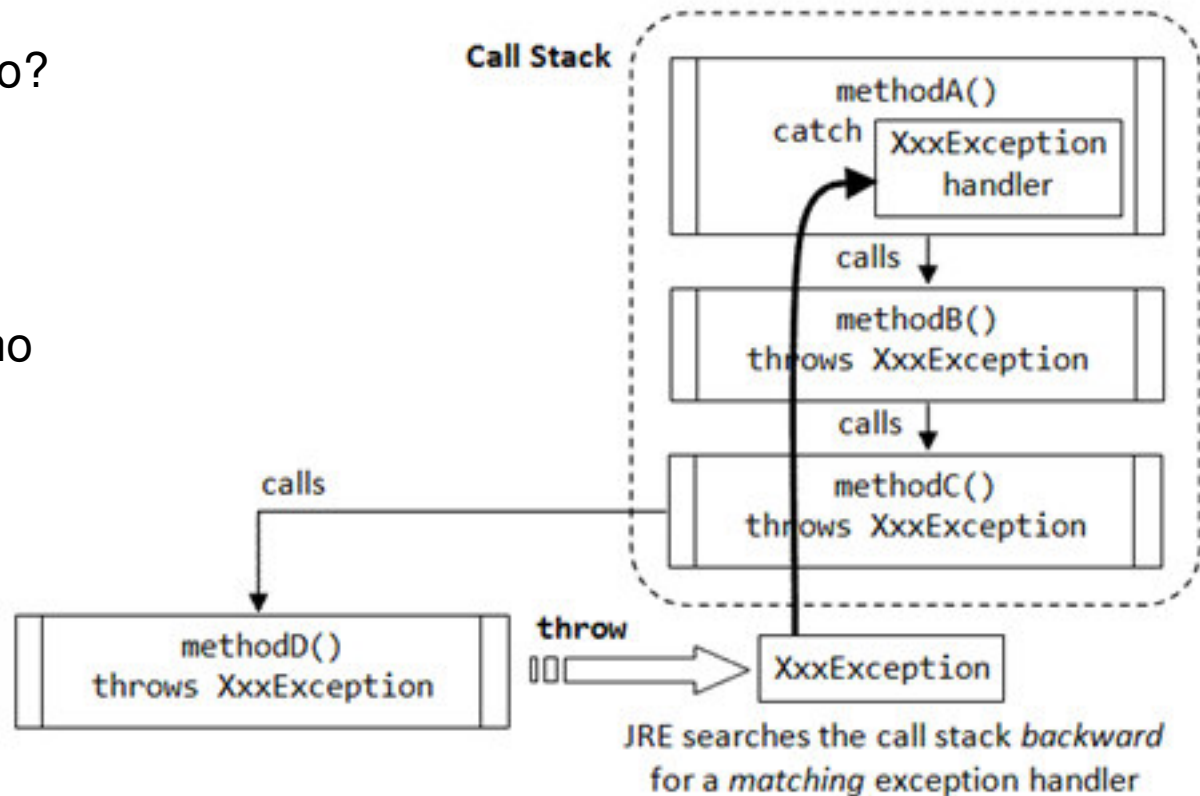 o?
no
Call Stack
methodA()
catch
XxxException
handler
calls
methodB()
throws XxxException
calls
methodC()
throws XxxException
calls
methodD()
throws XxxException
throw
XxxException
JRE searches the call stack backward
for a matching exception handler